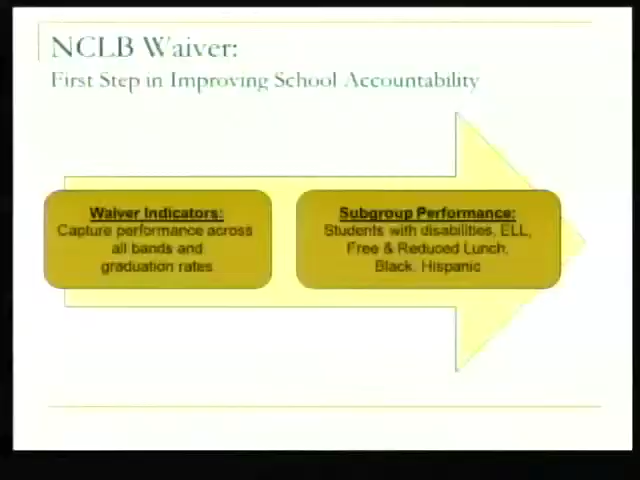 NCLB Waiver:
First Step in Improving School Accountability
Waiver Indicators:
Capture performance across
all bands and
graduation rates
Subgroup Performance:
Students with disabilities, ELL,
Free & Reduced Lunch,
Black, Hispanic